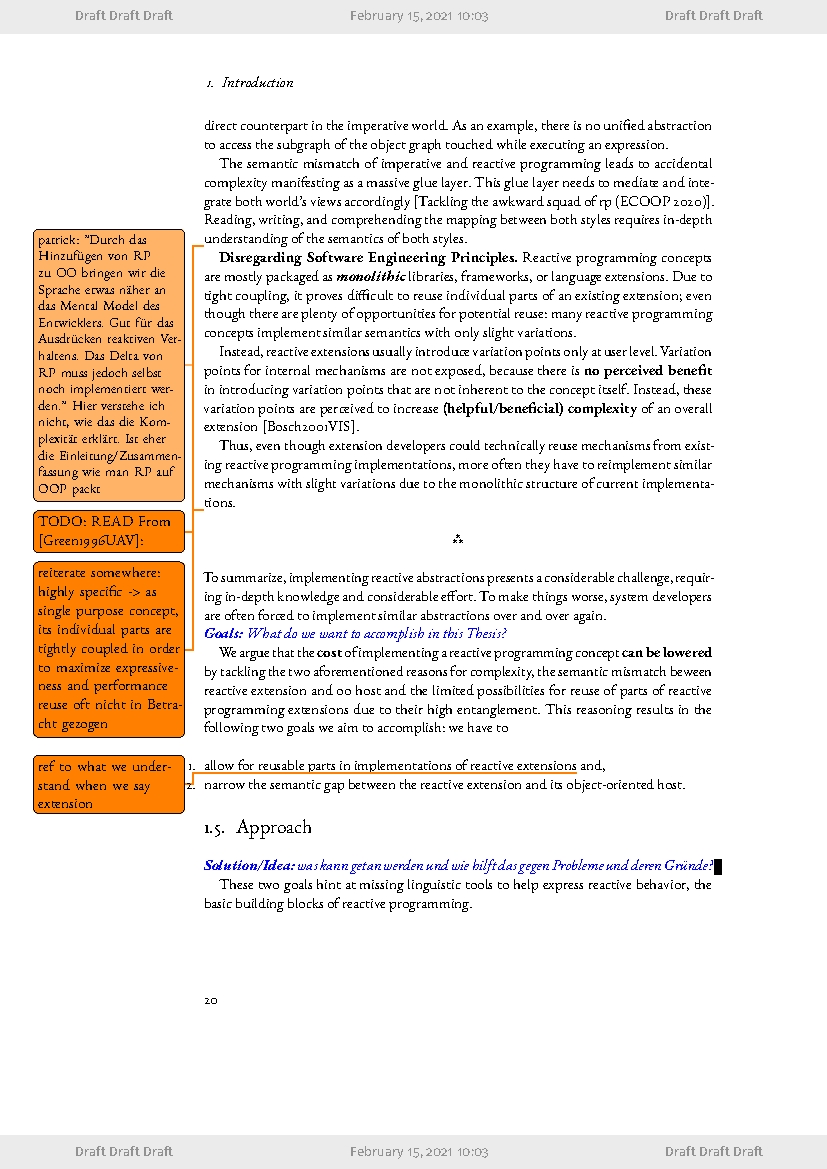 Draft Draft Draft February 15, 2021 10:03 Draft Draft Draft
1. Introduction
direct counterpart in the imperative world. As an example, there is no unified abstraction
to access the subgraph of the object graph touched while executing an expression.
The semantic mismatch of imperative and reactive programming leads to accidental
complexity manifesting as a massive glue layer. This glue layer needs to mediate and inte-
grate both world's views accordingly [Tackling the awkward squad of rp (ECOOP 2020)].
Reading, writing, and comprehending the mapping between both styles requires in-depth
understanding of the semantics of both styles.
Disregarding Software Engineering Principles. Reactive programming concepts
are mostly packaged as monolithic libraries, frameworks, or language extensions. Due to
tight coupling, it proves difficult to reuse individual parts of an existing extension; even
though there are plenty of opportunities for potential reuse: many reactive programming
concepts implement similar semantics with only slight variations.
Instead, reactive extensions usually introduce variation points only at user level. Variation
points for internal mechanisms are not exposed, because there is no perceived benefit
in introducing variation points that are not inherent to the concept itself. Instead, these
variation points are perceived to increase (helpful/beneficial) complexity of an overall
extension [Bosch2001VIS].
Thus, even though extension developers could technically reuse mechanisms from exist-
ing reactive programming implementations, more often they have to reimplement similar
mechanisms with slight variations due to the monolithic structure of current implementa-
tions.
⁂
To summarize, implementing reactive abstractions presents a considerable challenge, requir-
ing in-depth knowledge and considerable effort. To make things worse, system developers
are often forced to implement similar abstractions over and over again.
Goals: What do we want to accomplish in this Thesis?
We argue that the cost of implementing a reactive programming concept can be lowered
by tackling the two aforementioned reasons for complexity, the semantic mismatch beween
reactive extension and oo host and the limited possibilities for reuse of parts of reactive
programming extensions due to their high entanglement. This reasoning results in the
following two goals we aim to accomplish: we have to
1. allow for reusable parts in implementations of reactive extensions and,
2. narrow the semantic gap between the reactive extension and its object-oriented host.
1.5. Approach
Solution/Idea: was kann getan werden und wie hilft das gegen Probleme und deren Gründe?
These two goals hint at missing linguistic tools to help express reactive behavior, the
basic building blocks of reactive programming.
patrick: "Durch das
Hinzufügen von RP
zu OO bringen wir die
Sprache etwas näher an
das Mental Model des
Entwicklers. Gut für das
Ausdrücken reaktiven Ver-
haltens. Das Delta von
RP muss jedoch selbst
noch implementiert wer-
den." Hier verstehe ich
nicht, wie das die Kom-
plexität erklärt. Ist eher
die Einleitung/Zusammen-
fassung wie man RP auf
OOP packt
TODO: READ From
[Green1996UAV]:
reiterate somewhere:
highly specific -> as
single purpose concept,
its individual parts are
tightly coupled in order
to maximize expressive-
ness and performance
reuse oft nicht in Betra-
cht gezogen
ref to what we under-
stand when we say
extension
20
Draft Draft Draft February 15, 2021 10:03 Draft Draft Draft